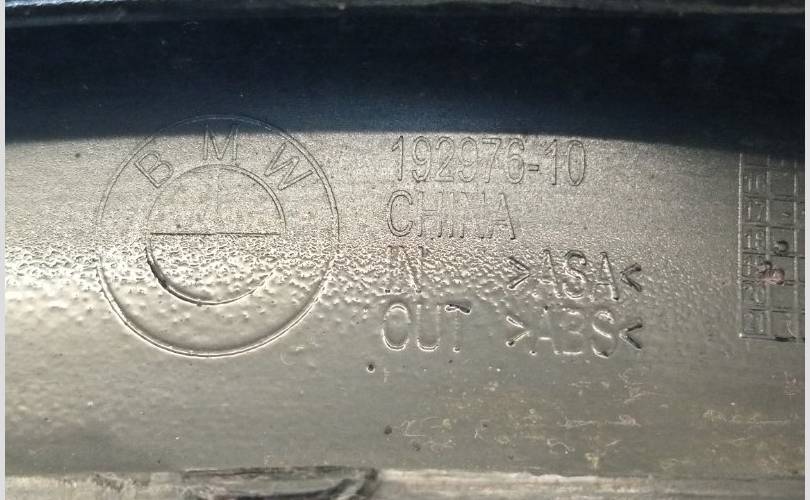 BMW
192976-10
CHINA
IN >ASA<
OUT >ABS<